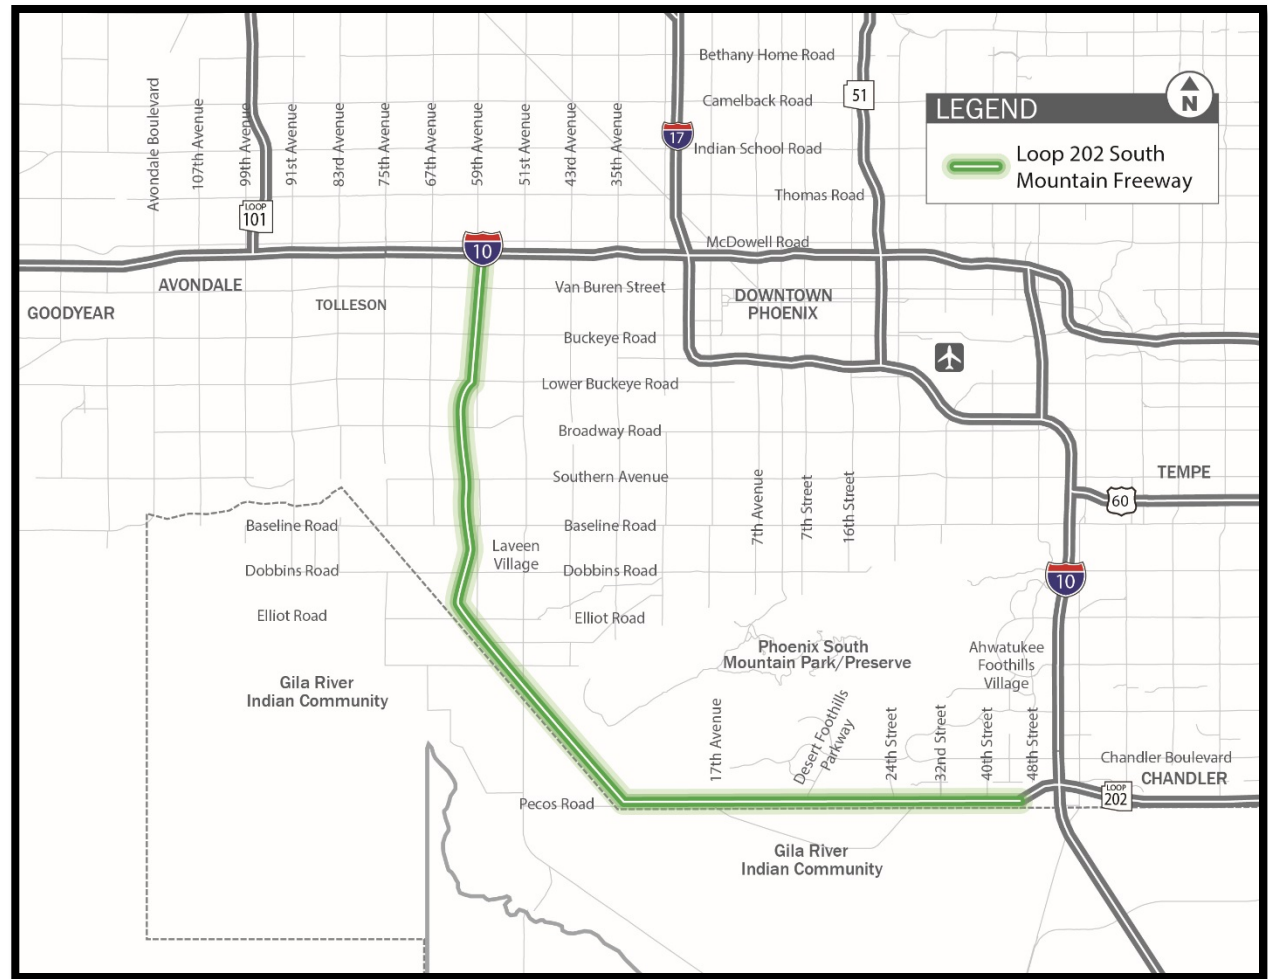 Bethany Home Road
Camelback Road
51
LEGEND
N
Loop 202 South
Mountain Freeway
Avondale Boulevard
107th Avenue
99th Avenue
91st Avenue
83rd Avenue
75th Avenue
67th Avenue
59th Avenue
51st Avenue
43rd Avenue
35th Avenue
17
Indian School Road
Thomas Road
LOOP
101
10
McDowell Road
AVONDALE
GOODYEAR
TOLLESON
Van Buren Street
DOWNTOWN
PHOENIX
Buckeye Road
Lower Buckeye Road
Broadway Road
Southern Avenue
7th Avenue
7th Street
16th Street
TEMPE
60
Baseline Road
Baseline Road
Laveen
Village
Dobbins Road
Dobbins Road
10
Elliot Road
Elliot Road
Phoenix South
Mountain Park/Preserve
Ahwatukee
Foothills
Village
Gila River
Indian Community
17th Avenue
Desert Foothills
Parkway
24th Street
32nd Street
40th Street
48th Street
Chandler Boulevard
CHANDLER
LOOP
202
Pecos Road
Gila River
Indian Community